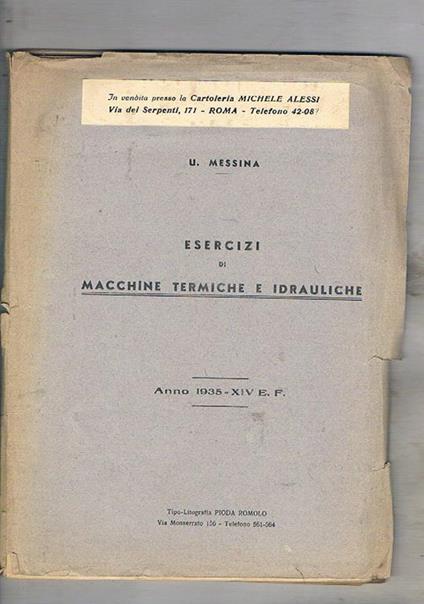 In vendita presso la Cartoleria MICHELE ALESSI
Via dei Serpenti, 171 - ROMA - Telefono 42-08
U. MESSINA
ESERCIZI
DI
MACCHINE TERMICHE E IDRAULICHE
Anno 1935-XIV E. F.
Tipo-Litografia PIODA ROMOLO
Via Monserrato 150 - Telefono 561-564